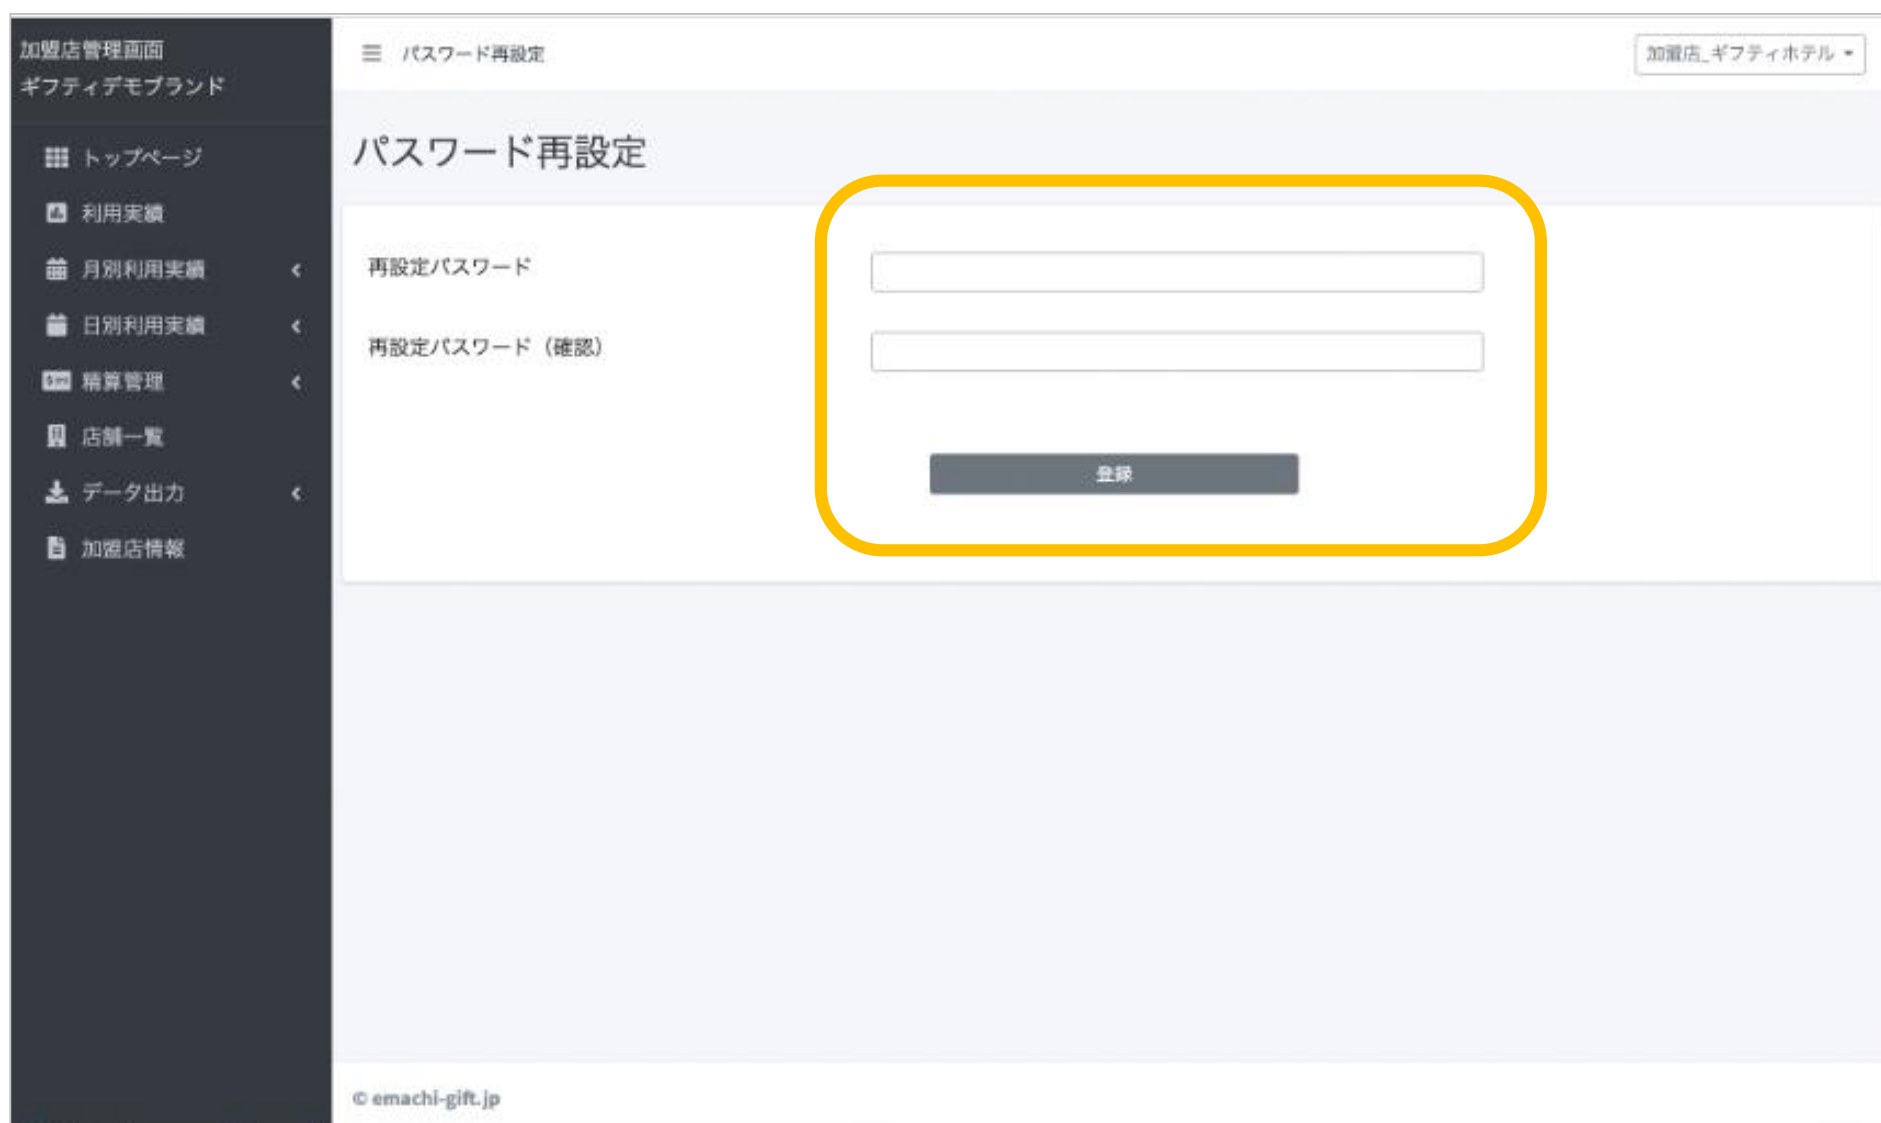 加盟店管理画面
ギフティデモブランド
トップページ
利用実績
月別利用実績
日別利用実績
精算管理
店舗一覧
データ出力
加盟店情報
パスワード再設定
加盟店_ギフティホテル
パスワード再設定
再設定パスワード
再設定パスワード（確認）
登録
© emachi-gift.jp